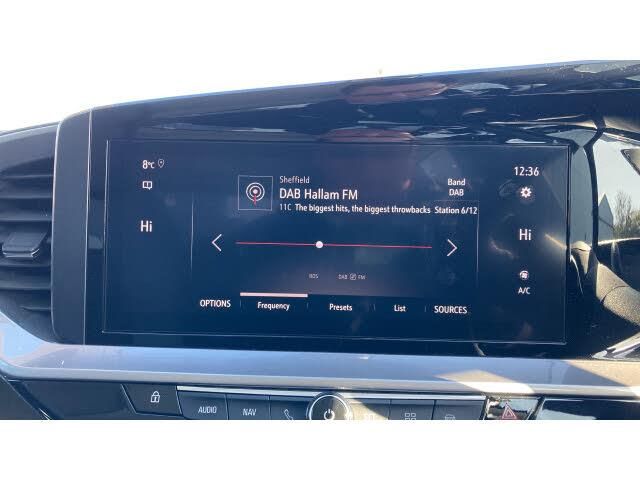 8°C
12:36
Sheffield
DAB Hallam FM
Band
DAB
11C The biggest hits, the biggest throwbacks Station 6/12
Hi
Hi
DAB FM
A/C
OPTIONS Frequency Presets List SOURCES
AUDIO NAV